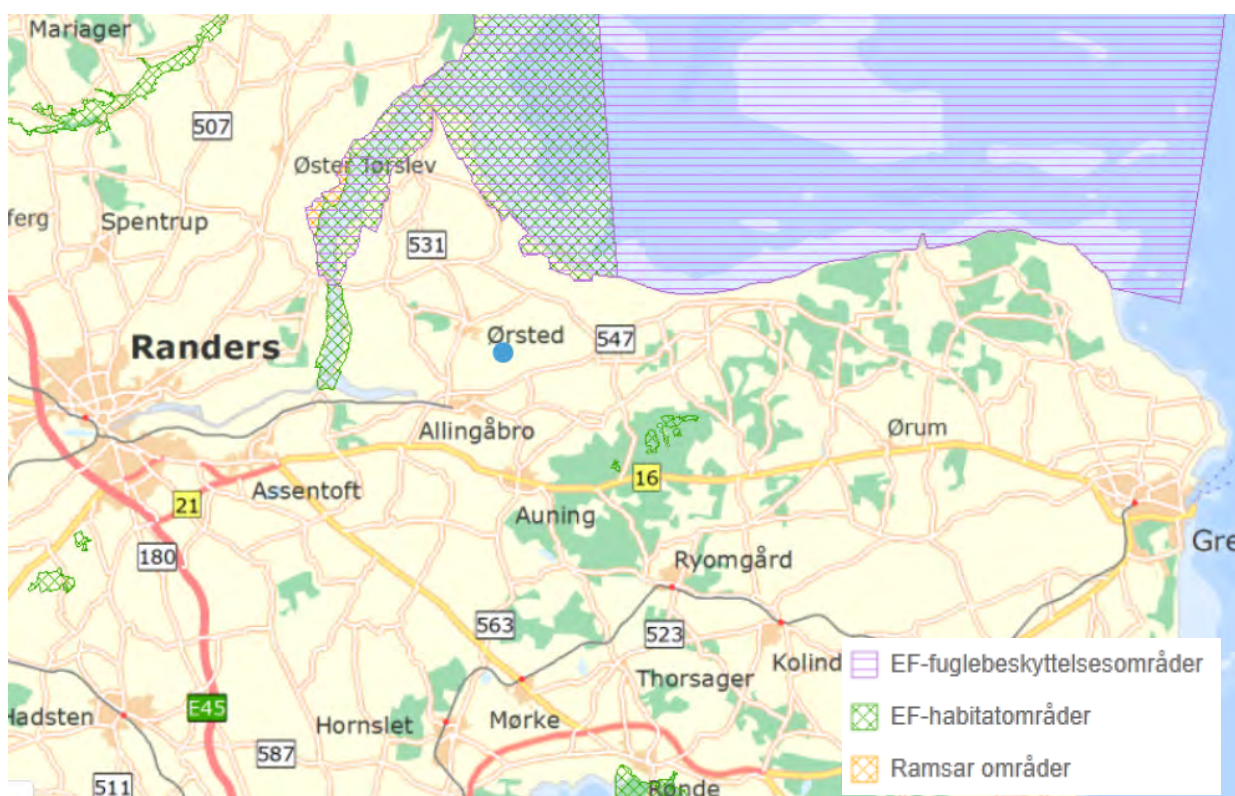 Mariager
507
Øster Tørslev
ferg
Spentrup
531
Ørsted
547
Randers
Allingåbro
Ørum
16
Assentoft
21
Auning
180
Ryomgård
Gre
563
523
Kolind
Thorsager
EF-fuglebeskyttelsesområder
E45
Hadsten
Hornslet
Mørke
EF-habitatområder
587
511
Rønde
Ramsar områder